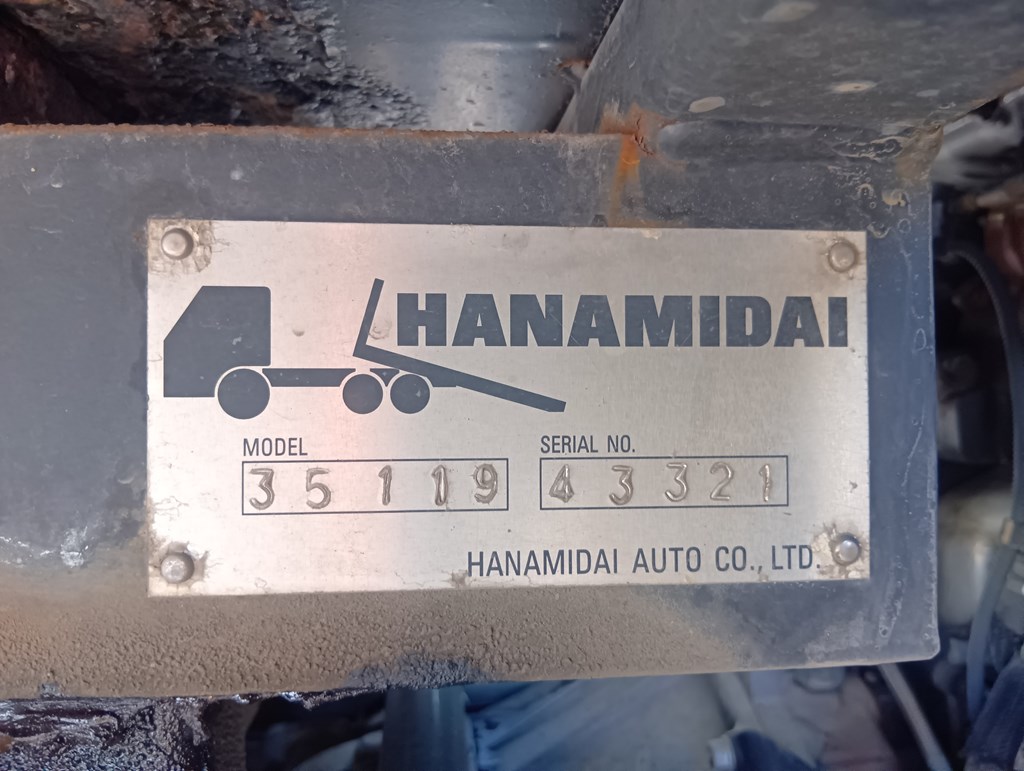 HANAMIDAI
MODEL SERIAL NO.
35119 43321
HANAMIDAI AUTO CO., LTD.